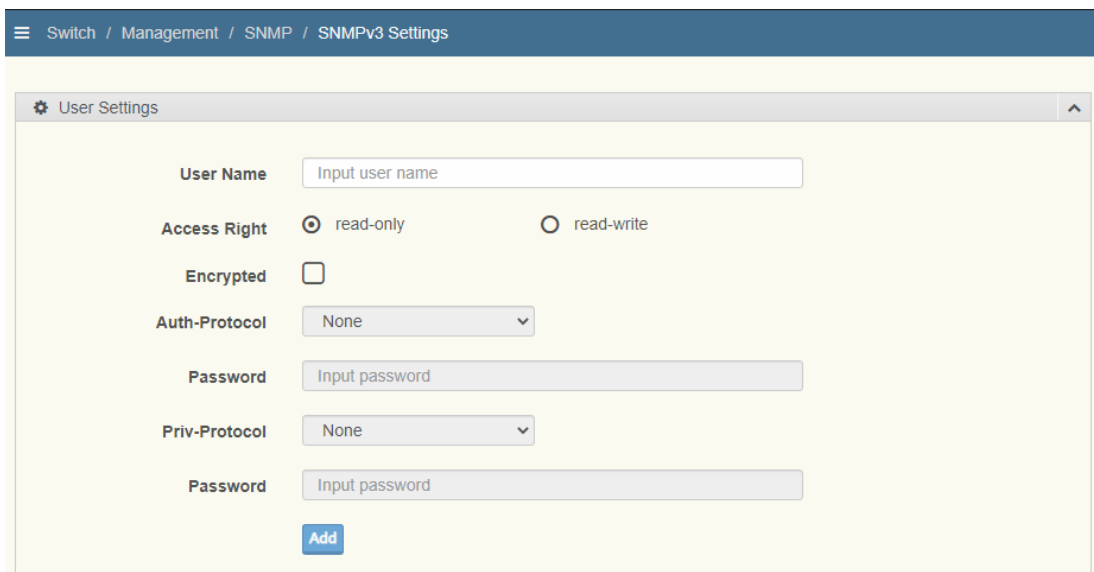 Switch / Management / SNMP / SNMPv3 Settings
User Settings
User Name Input user name
Access Right read-only read-write
Encrypted
Auth-Protocol None
Password Input password
Priv-Protocol None
Password Input password
Add